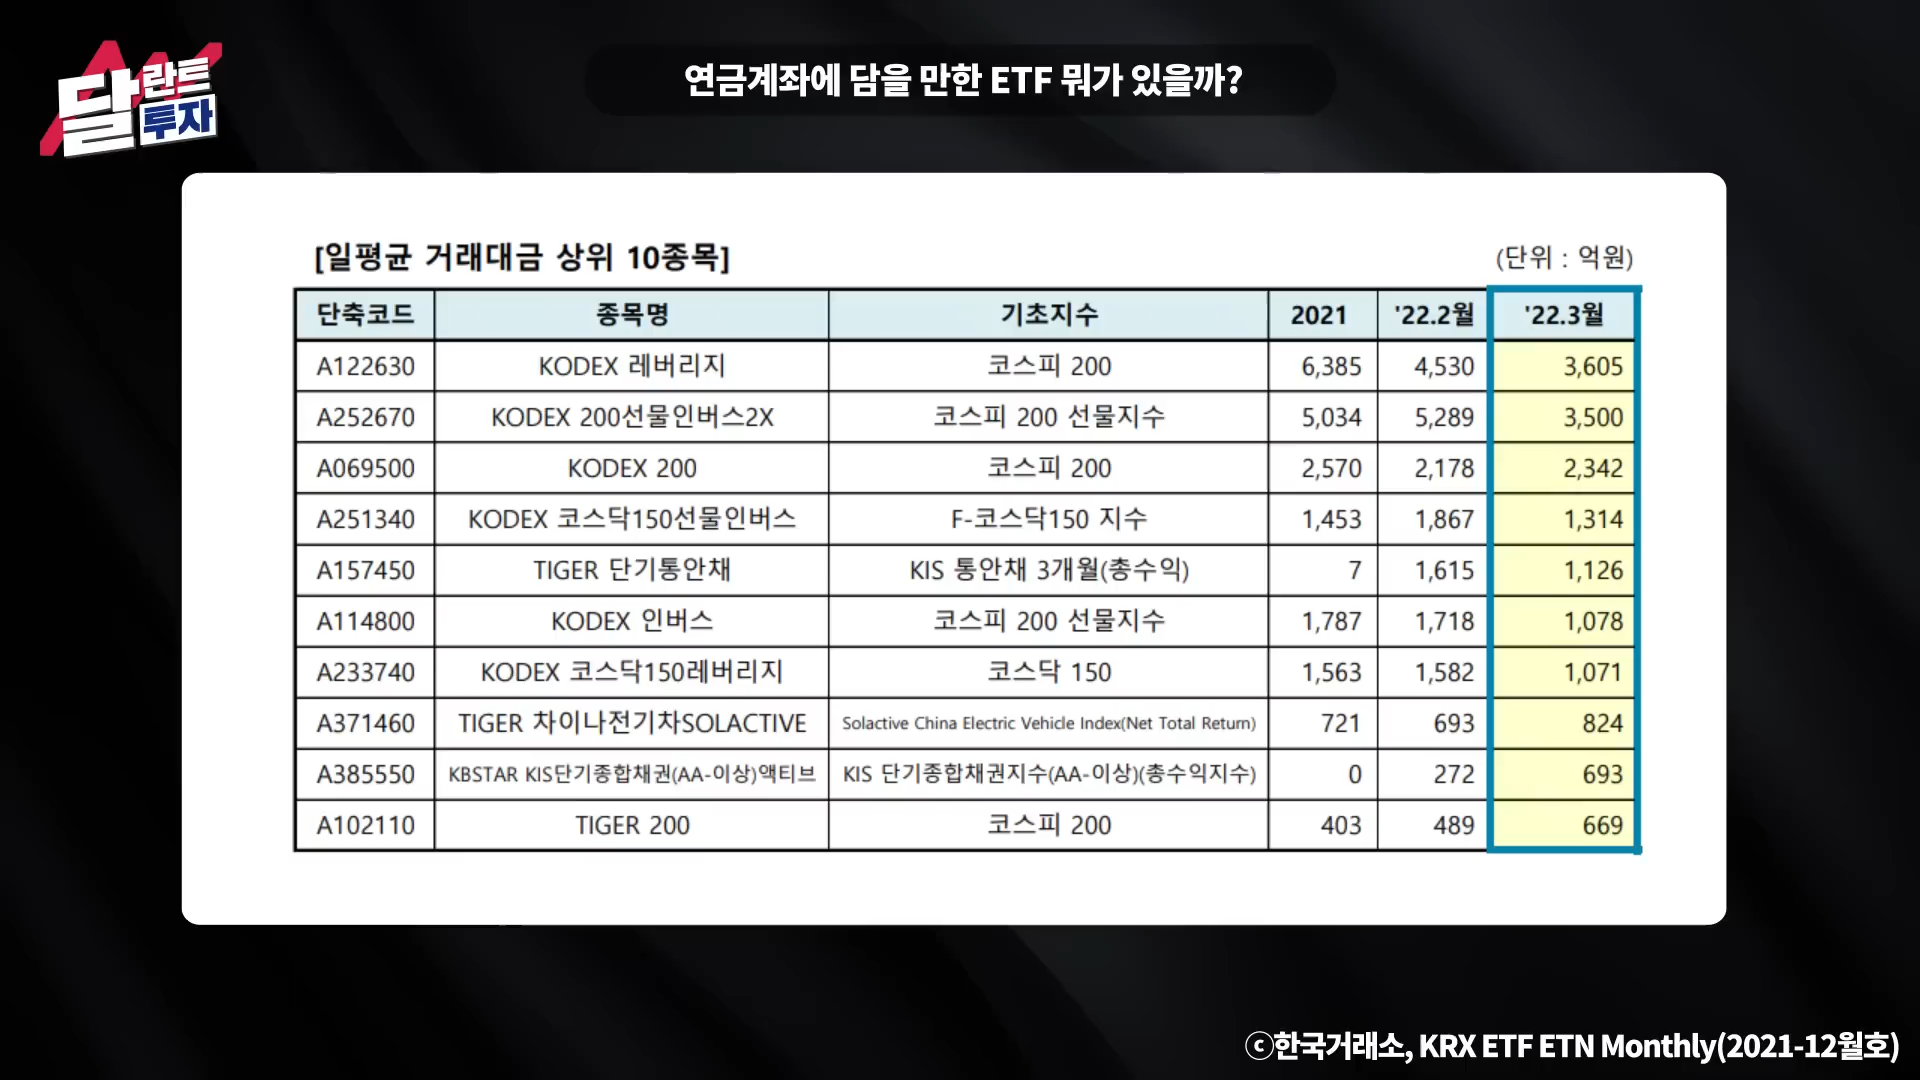 달란트
투자
연금계좌에 담을 만한 ETF 뭐가 있을까?
[일평균 거래대금 상위 10종목] (단위 : 억원)
단축코드 종목명 기초지수 2021 '22.2월 '22.3월
A122630 KODEX 레버리지 코스피 200 6,385 4,530 3,605
A252670 KODEX 200선물인버스2X 코스피 200 선물지수 5,034 5,289 3,500
A069500 KODEX 200 코스피 200 2,570 2,178 2,342
A251340 KODEX 코스닥150선물인버스 F-코스닥150 지수 1,453 1,867 1,314
A157450 TIGER 단기통안채 KIS 통안채 3개월(총수익) 7 1,615 1,126
A114800 KODEX 인버스 코스피 200 선물지수 1,787 1,718 1,078
A233740 KODEX 코스닥150레버리지 코스닥 150 1,563 1,582 1,071
A371460 TIGER 차이나전기차SOLACTIVE Solactive China Electric Vehicle Index(Net Total Return) 721 693 824
A385550 KBSTAR KIS단기종합채권(AA-이상)액티브 KIS 단기종합채권지수(AA-이상)(총수익지수) 0 272 693
A102110 TIGER 200 코스피 200 403 489 669
ⓒ한국거래소, KRX ETF ETN Monthly(2021-12월호)